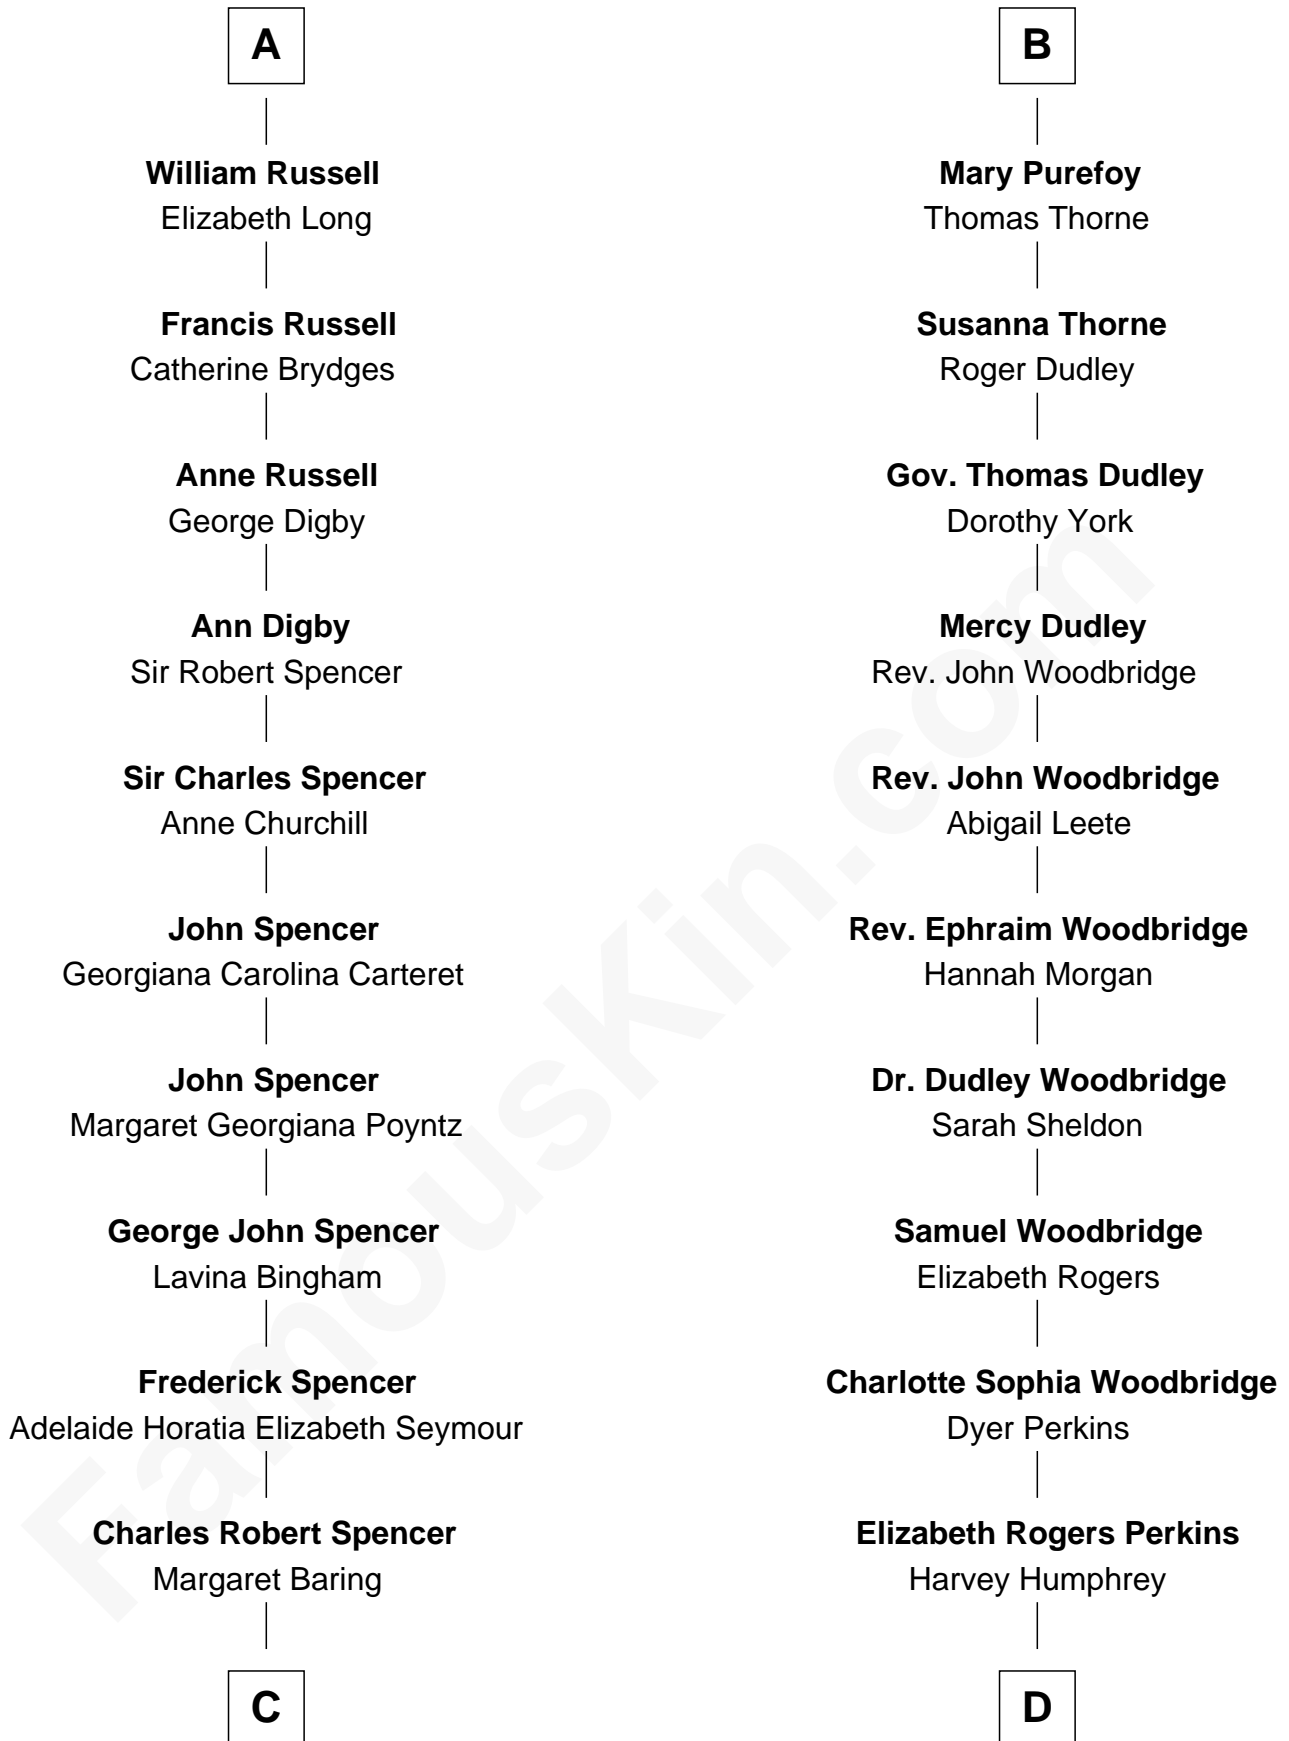 A
William Russell
Elizabeth Long
Francis Russell
Catherine Brydges
Anne Russell
George Digby
Ann Digby
Sir Robert Spencer
Sir Charles Spencer
Anne Churchill
John Spencer
Georgiana Carolina Carteret
John Spencer
Margaret Georgiana Poyntz
George John Spencer
Lavina Bingham
Frederick Spencer
Adelaide Horatia Elizabeth Seymour
Charles Robert Spencer
Margaret Baring
C
B
Mary Purefoy
Thomas Thorne
Susanna Thorne
Roger Dudley
Gov. Thomas Dudley
Dorothy York
Mercy Dudley
Rev. John Woodbridge
Rev. John Woodbridge
Abigail Leete
Rev. Ephraim Woodbridge
Hannah Morgan
Dr. Dudley Woodbridge
Sarah Sheldon
Samuel Woodbridge
Elizabeth Rogers
Charlotte Sophia Woodbridge
Dyer Perkins
Elizabeth Rogers Perkins
Harvey Humphrey
D
FamousKin.com